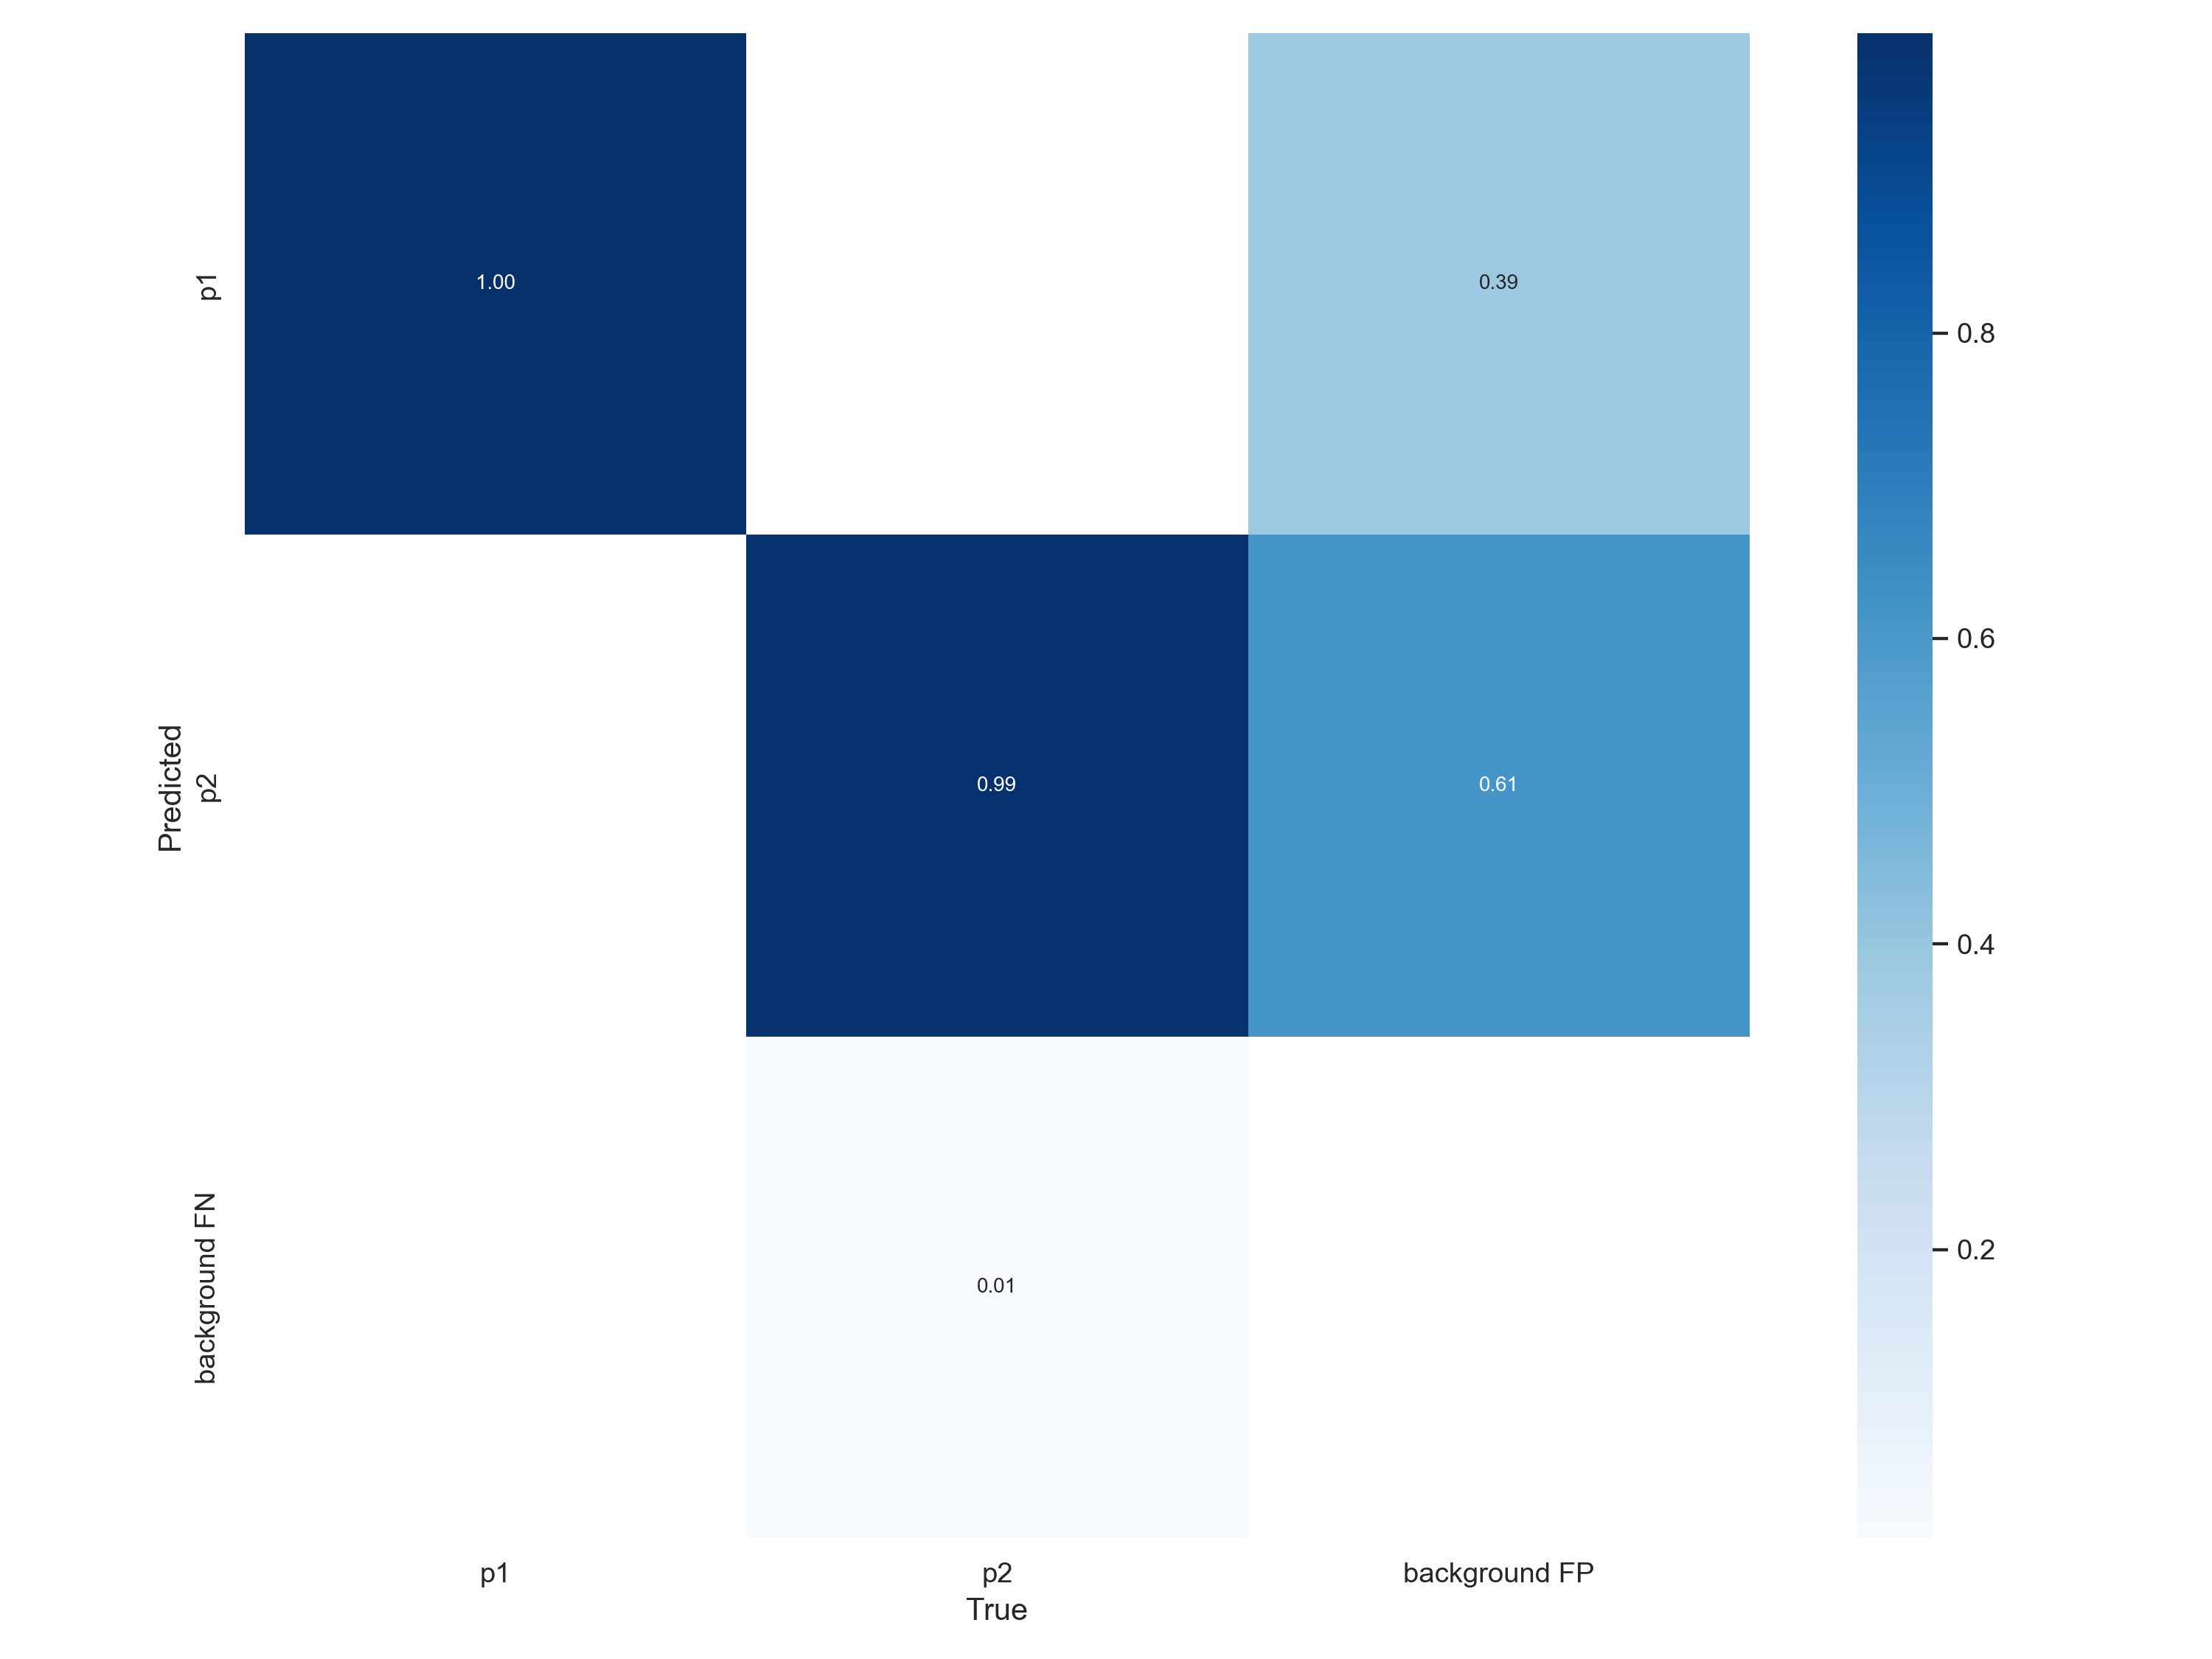 p1
1.00
0.39
0.8
0.6
Predicted
p2
0.99
0.61
0.4
0.2
background FN
0.01
p1
p2
background FP
True